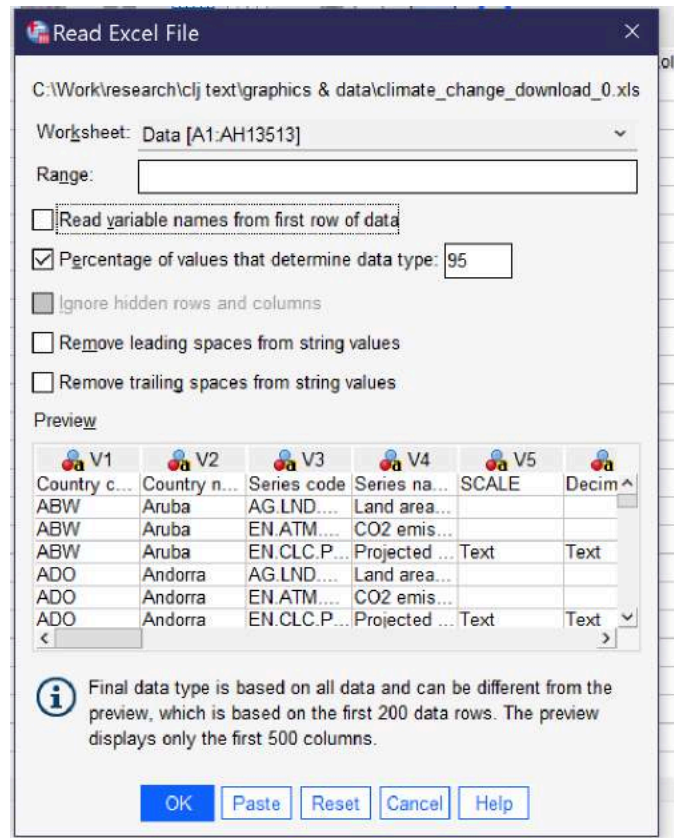 Read Excel File
C:\Work\research\clj text\graphics & data\climate_change_download_0.xls
Worksheet: Data [A1:AH13513]
Range:
Read variable names from first row of data
Percentage of values that determine data type: 95
Ignore hidden rows and columns
Remove leading spaces from string values
Remove trailing spaces from string values
Preview
V1 V2 V3 V4 V5
Country c... Country n... Series code Series na... SCALE Decim
ABW Aruba AG.LND.... Land area...
ABW Aruba EN.ATM.... CO2 emis...
ABW Aruba EN.CLC.P... Projected ... Text Text
ADO Andorra AG.LND.... Land area...
ADO Andorra EN.ATM.... CO2 emis...
ADO Andorra EN.CLC.P... Projected ... Text Text
Final data type is based on all data and can be different from the
preview, which is based on the first 200 data rows. The preview
displays only the first 500 columns.
OK Paste Reset Cancel Help